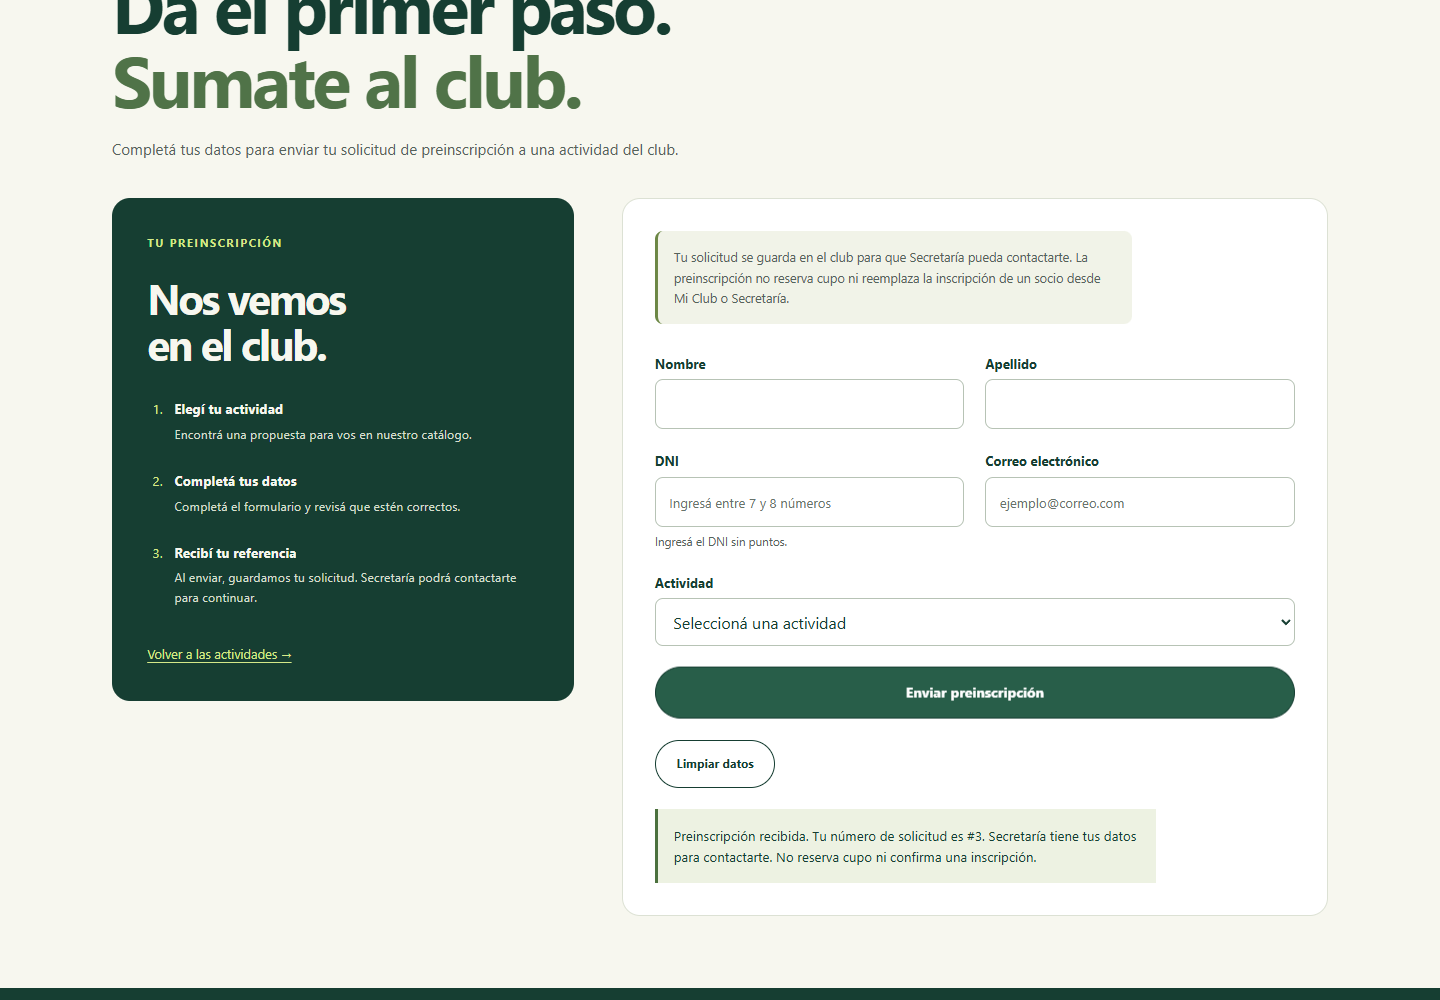 Da el primer paso.
Sumate al club.
Completá tus datos para enviar tu solicitud de preinscripción a una actividad del club.
TU PREINSCRIPCIÓN
Nos vemos
en el club.
1. Elegí tu actividad
Encontrá una propuesta para vos en nuestro catálogo.
2. Completá tus datos
Completá el formulario y revisá que estén correctos.
3. Recibí tu referencia
Al enviar, guardamos tu solicitud. Secretaría podrá contactarte
para continuar.
Volver a las actividades →
Tu solicitud se guarda en el club para que Secretaría pueda contactarte. La
preinscripción no reserva cupo ni reemplaza la inscripción de un socio desde
Mi Club o Secretaría.
Nombre
Apellido
DNI
Correo electrónico
Ingresá entre 7 y 8 números
ejemplo@correo.com
Ingresá el DNI sin puntos.
Actividad
Seleccioná una actividad
Enviar preinscripción
Limpiar datos
Preinscripción recibida. Tu número de solicitud es #3. Secretaría tiene tus datos
para contactarte. No reserva cupo ni confirma una inscripción.